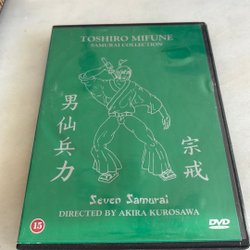 TOSHIRO MIFUNE
SAMURAI COLLECTION
男仙兵力
宗戒
Seven Samurai
DIRECTED BY AKIRA KUROSAWA
15
DVD